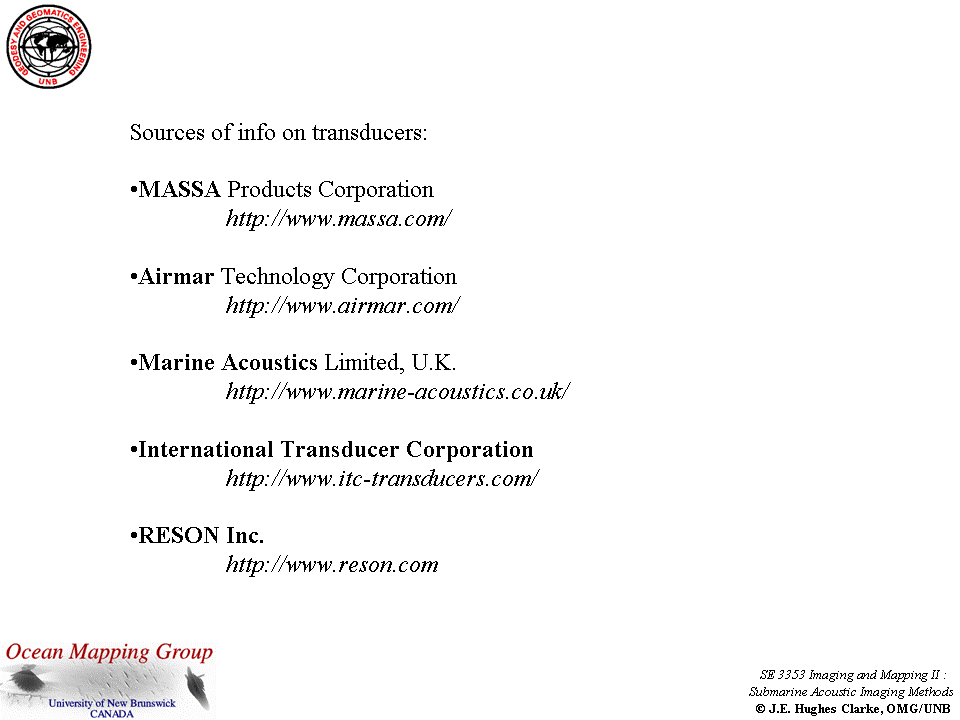 GEODESY AND GEOMATICS ENGINEERING
UNB
Sources of info on transducers:
•MASSA Products Corporation
http://www.massa.com/
•Airmar Technology Corporation
http://www.airmar.com/
•Marine Acoustics Limited, U.K.
http://www.marine-acoustics.co.uk/
•International Transducer Corporation
http://www.itc-transducers.com/
•RESON Inc.
http://www.reson.com
Ocean Mapping Group
University of New Brunswick
CANADA
SE 3353 Imaging and Mapping II :
Submarine Acoustic Imaging Methods
© J.E. Hughes Clarke, OMG/UNB